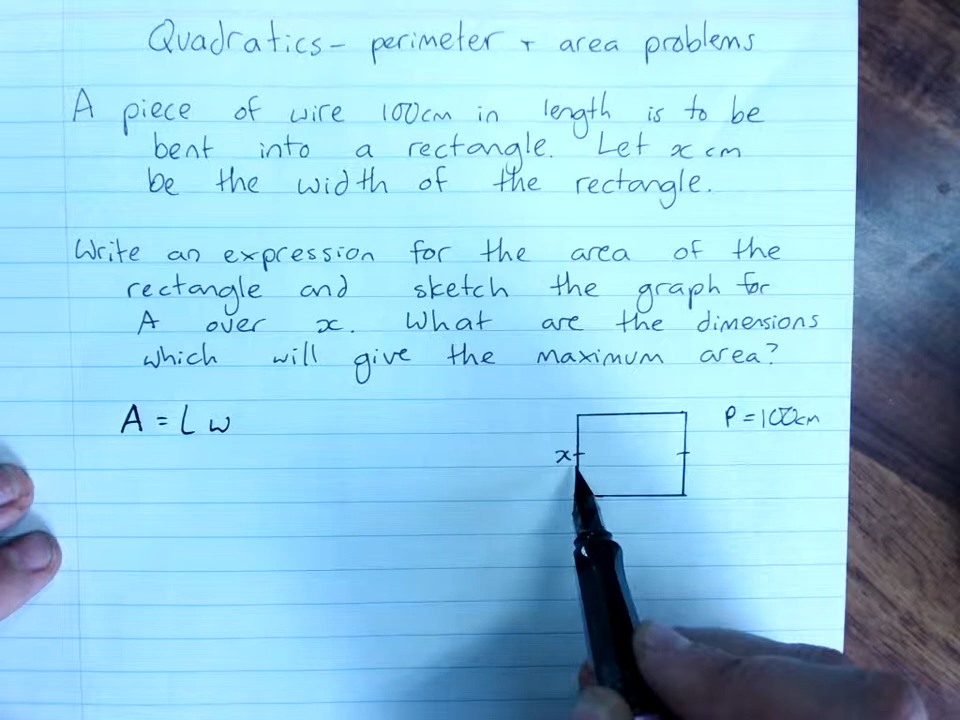 Quadratics - perimeter + area problems
A piece of wire 100cm in length is to be
bent into a rectangle. Let x cm
be the width of the rectangle.
Write an expression for the area of the
rectangle and sketch the graph for
A over x. What are the dimensions
which will give the maximum area?
A = L w
x
P = 100cm